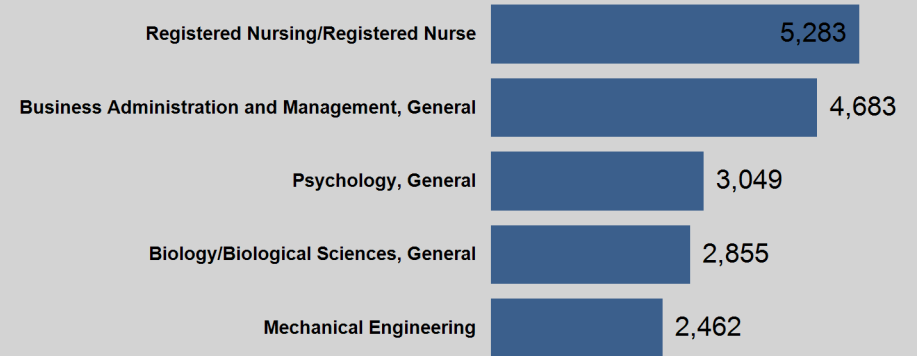 Registered Nursing/Registered Nurse 5,283
Business Administration and Management, General 4,683
Psychology, General 3,049
Biology/Biological Sciences, General 2,855
Mechanical Engineering 2,462